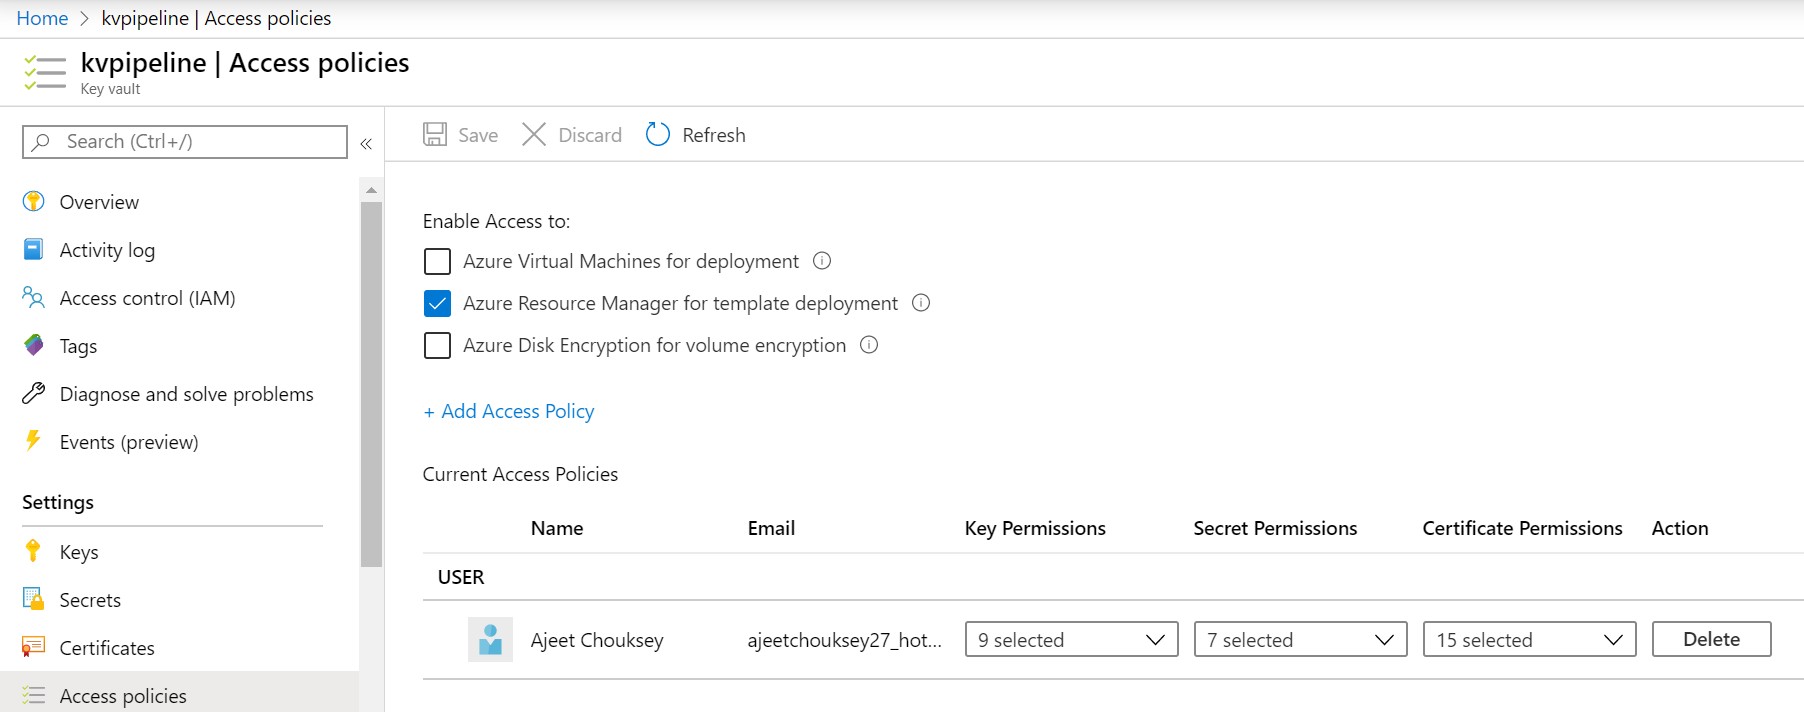 Home > kvpipeline | Access policies
kvpipeline | Access policies
Key vault
Search (Ctrl+/)
«
Overview
Activity log
Access control (IAM)
Tags
Diagnose and solve problems
Events (preview)
Settings
Keys
Secrets
Certificates
Access policies
Save Discard Refresh
Enable Access to:
Azure Virtual Machines for deployment
Azure Resource Manager for template deployment
Azure Disk Encryption for volume encryption
+ Add Access Policy
Current Access Policies
Name Email Key Permissions Secret Permissions Certificate Permissions Action
USER
Ajeet Chouksey ajeetchouksey27_hot... 9 selected 7 selected 15 selected Delete